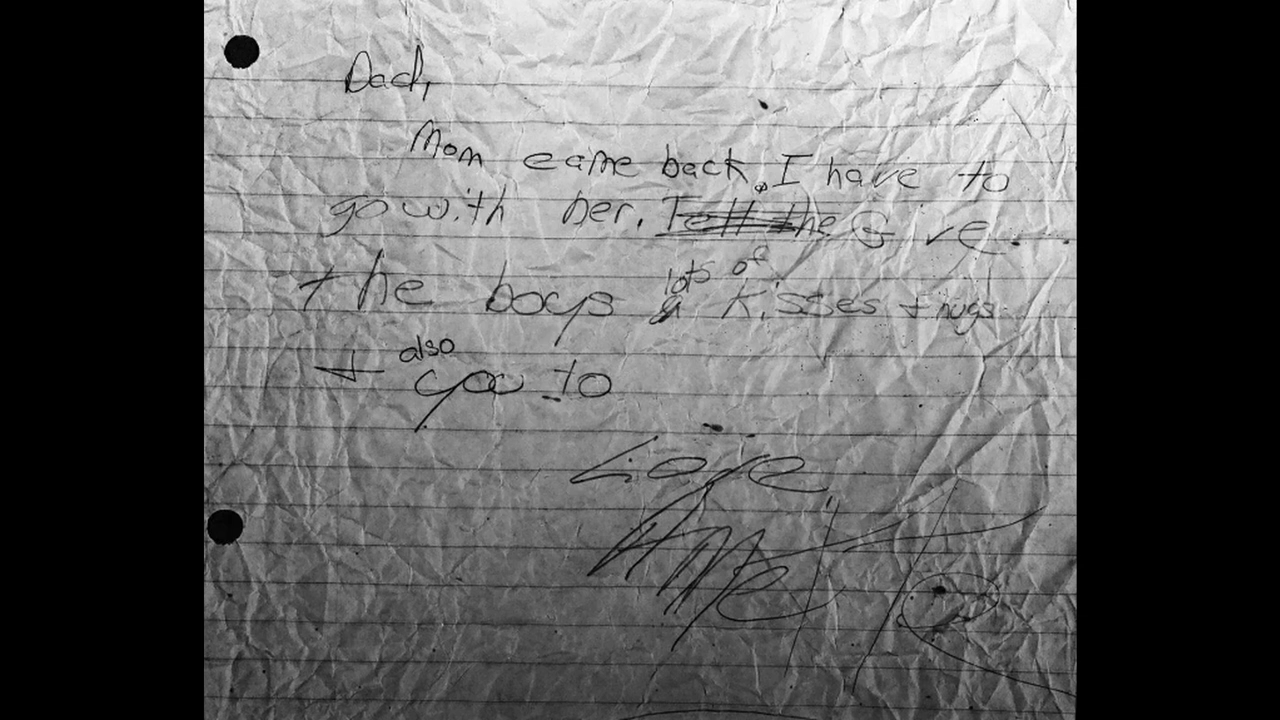 Dad,
Mom came back. I have to
go with her. Tell the Give
the boys lots of kisses + hugs
+ also you to
Love,